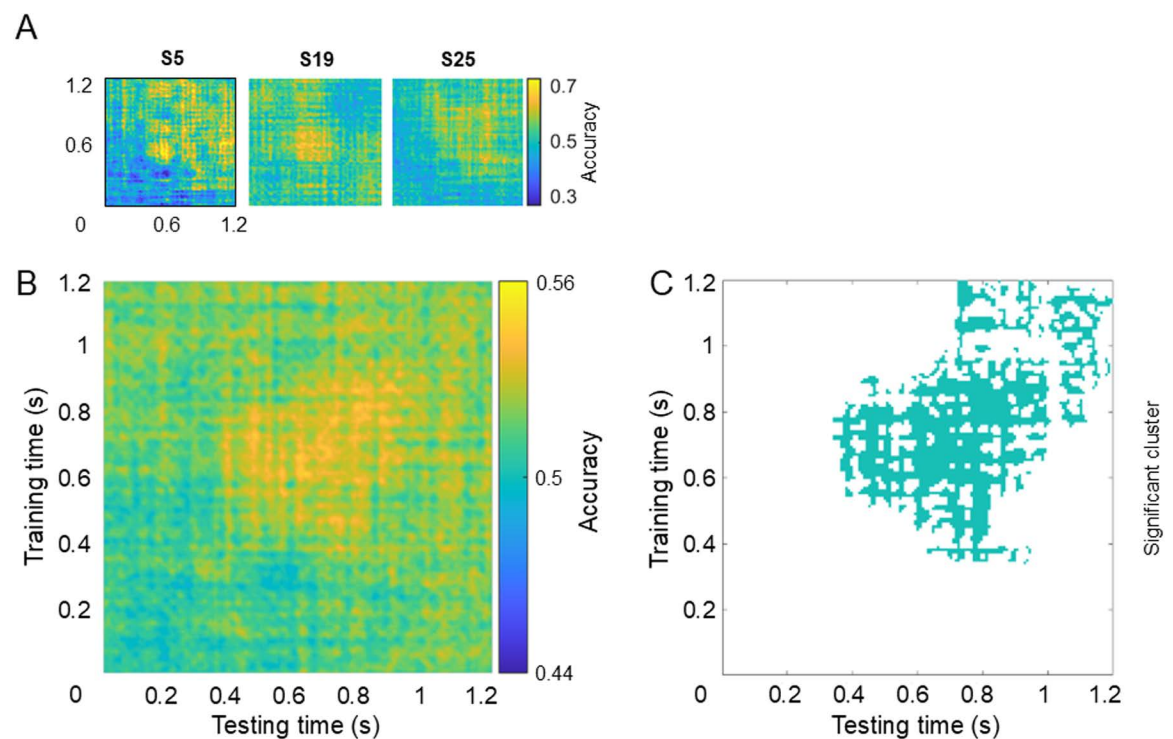 A
S5 S19 S25
1.2
0.6
0 0.6 1.2
0.7
0.5
0.3
Accuracy
B
1.2
1
0.8
0.6
0.4
0.2
0 0.2 0.4 0.6 0.8 1 1.2
Training time (s)
Testing time (s)
0.56
0.5
0.44
Accuracy
C
1.2
1
0.8
0.6
0.4
0.2
0 0.2 0.4 0.6 0.8 1 1.2
Training time (s)
Testing time (s)
Significant cluster